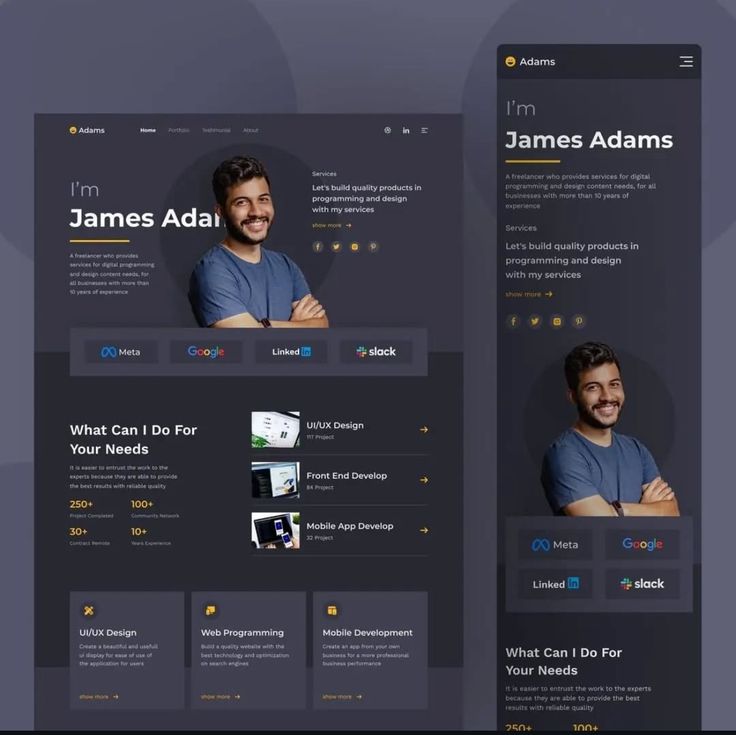 Adams
Home Portfolio Testimonial About
in
I'm
James Adar
A freelancer who provides
services for digital programming
and design content needs, for
all businesses with more than
10 years of experience
Services
Let's build quality products in
programming and design
with my services
show more →
Meta
Google
Linked in
slack
What Can I Do For
Your Needs
It is easier to entrust the work to the
experts because they are able to provide
the best results with reliable quality
250+
Project Completed
100+
Community Network
30+
Contract Remote
10+
Years Experience
UI/UX Design
117 Project
Front End Develop
84 Project
Mobile App Develop
32 Project
UI/UX Design
Create a beautiful and usefull
ui display for ease of use of
the application for users
show more →
Web Programming
Build a quality website with the
best technology and optimization
on search engines
show more →
Mobile Development
Create an app from your own
business for a more professional
business performance
show more →
Adams
I'm
James Adams
A freelancer who provides services for digital
programming and design content needs, for all
businesses with more than 10 years of
experience
Services
Let's build quality products in
programming and design
with my services
show more →
Meta
Google
Linked in
slack
What Can I Do For
Your Needs
It is easier to entrust the work to the experts
because they are able to provide the best
results with reliable quality
250+ 100+